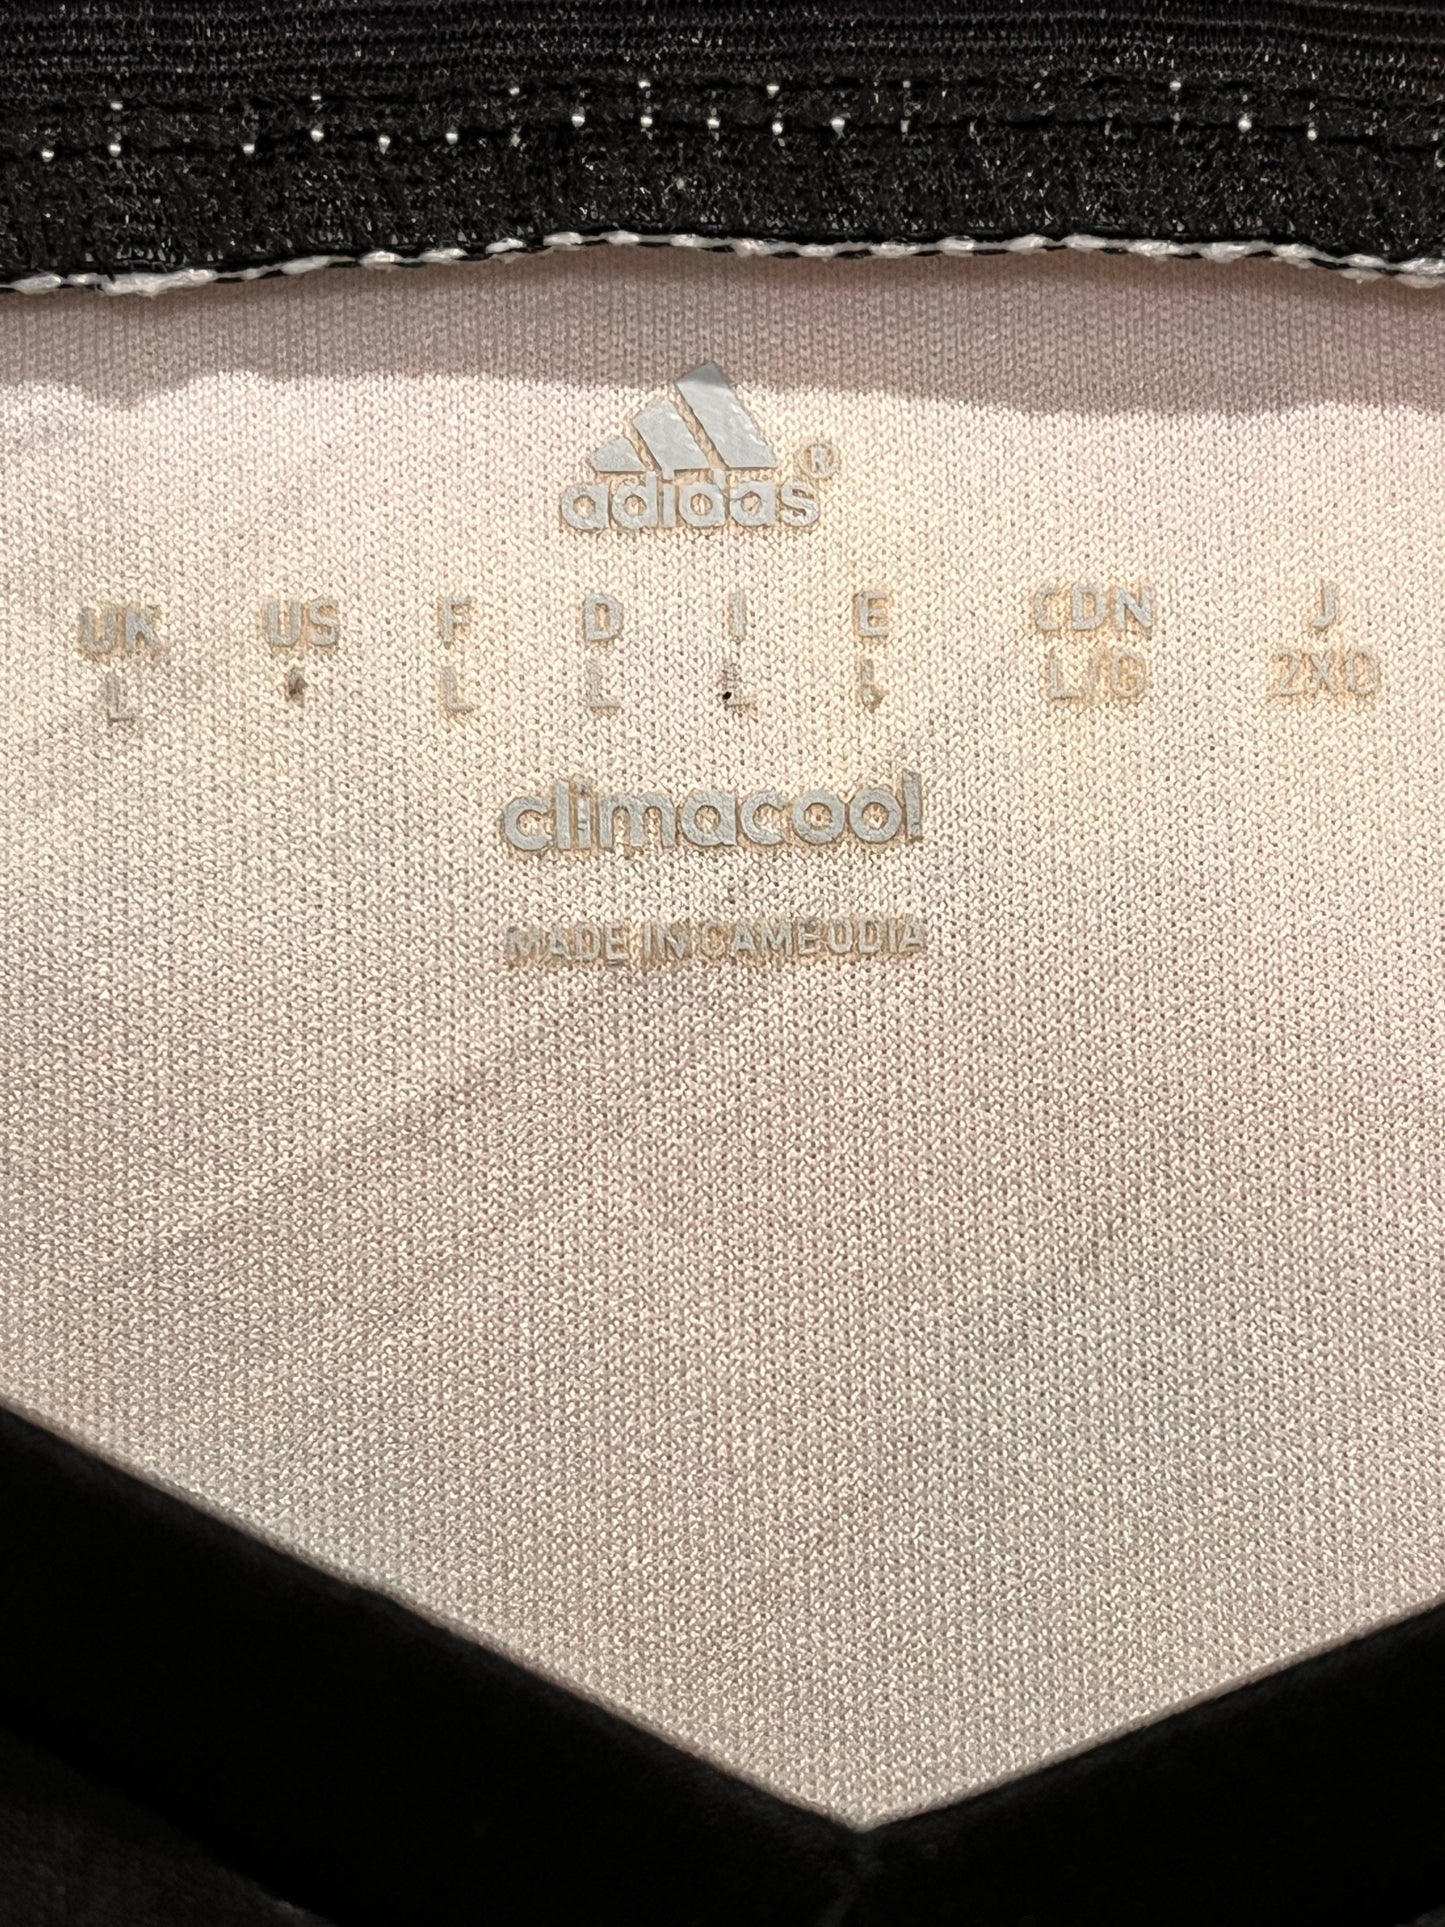 adidas®
UK US F D I E CDN J
L L L L L/G 2XO
climacool
MADE IN CAMBODIA